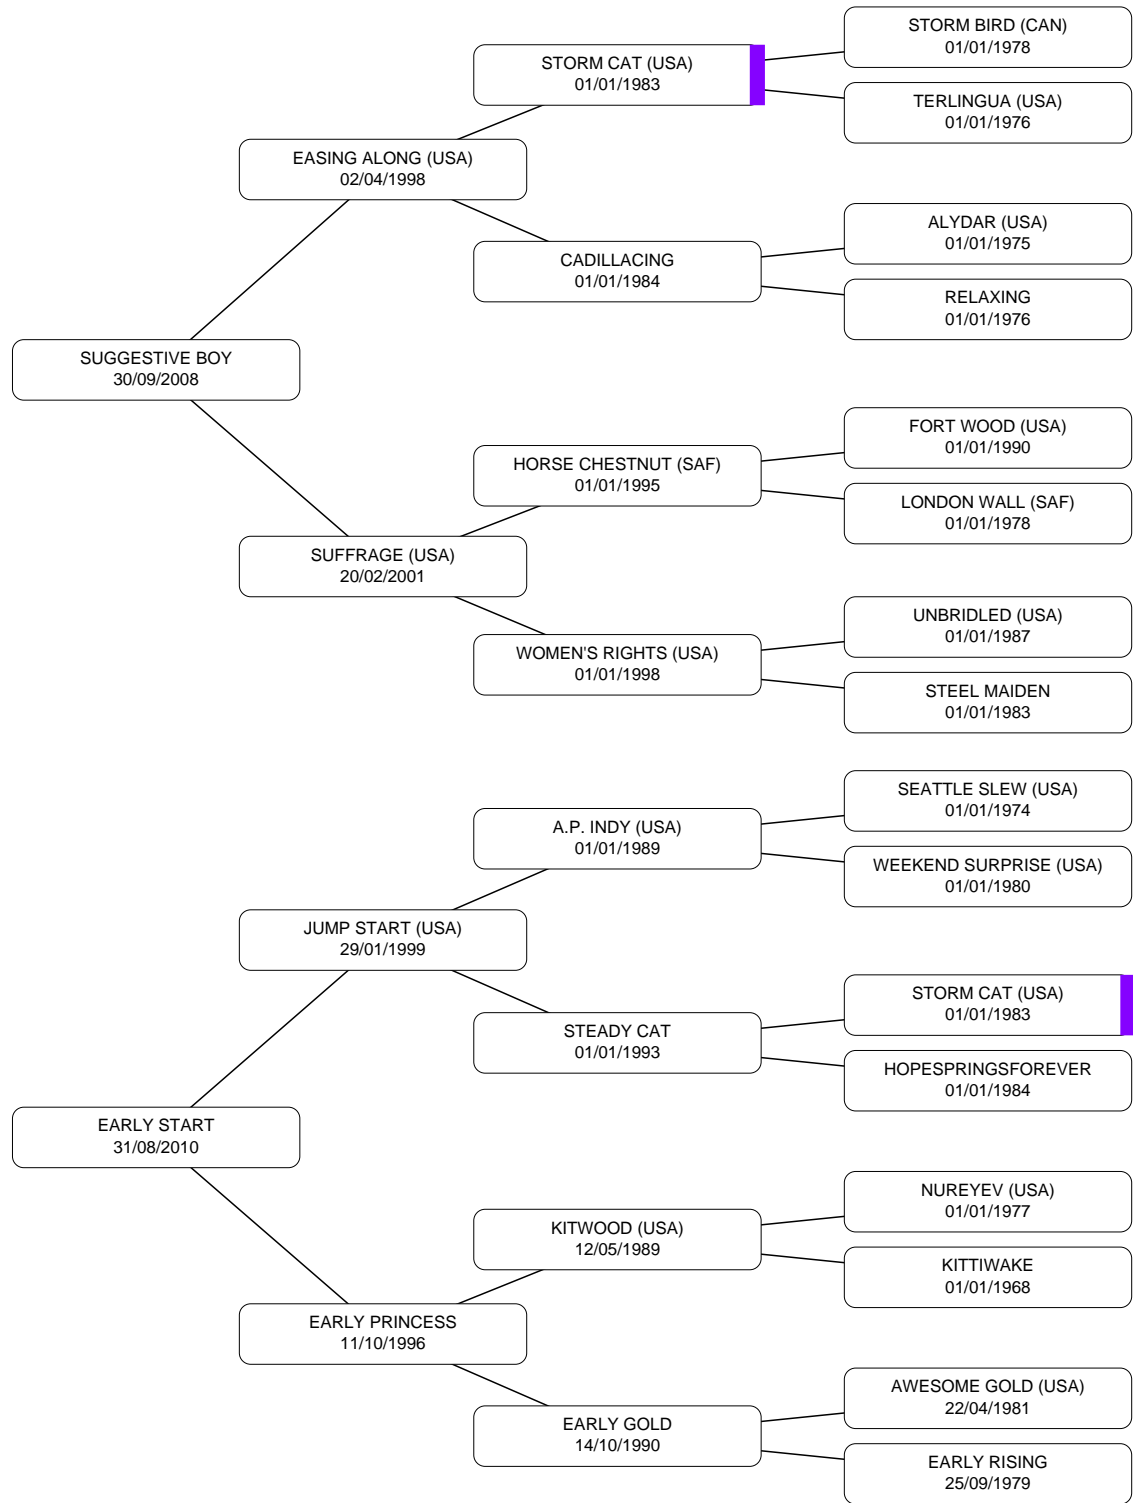 STORM BIRD (CAN)
01/01/1978
STORM CAT (USA)
01/01/1983
TERLINGUA (USA)
01/01/1976
EASING ALONG (USA)
02/04/1998
ALYDAR (USA)
01/01/1975
CADILLACING
01/01/1984
RELAXING
01/01/1976
SUGGESTIVE BOY
30/09/2008
FORT WOOD (USA)
01/01/1990
HORSE CHESTNUT (SAF)
01/01/1995
LONDON WALL (SAF)
01/01/1978
SUFFRAGE (USA)
20/02/2001
UNBRIDLED (USA)
01/01/1987
WOMEN'S RIGHTS (USA)
01/01/1998
STEEL MAIDEN
01/01/1983
SEATTLE SLEW (USA)
01/01/1974
A.P. INDY (USA)
01/01/1989
WEEKEND SURPRISE (USA)
01/01/1980
JUMP START (USA)
29/01/1999
STORM CAT (USA)
01/01/1983
STEADY CAT
01/01/1993
HOPESPRINGSFOREVER
01/01/1984
EARLY START
31/08/2010
NUREYEV (USA)
01/01/1977
KITWOOD (USA)
12/05/1989
KITTIWAKE
01/01/1968
EARLY PRINCESS
11/10/1996
AWESOME GOLD (USA)
22/04/1981
EARLY GOLD
14/10/1990
EARLY RISING
25/09/1979